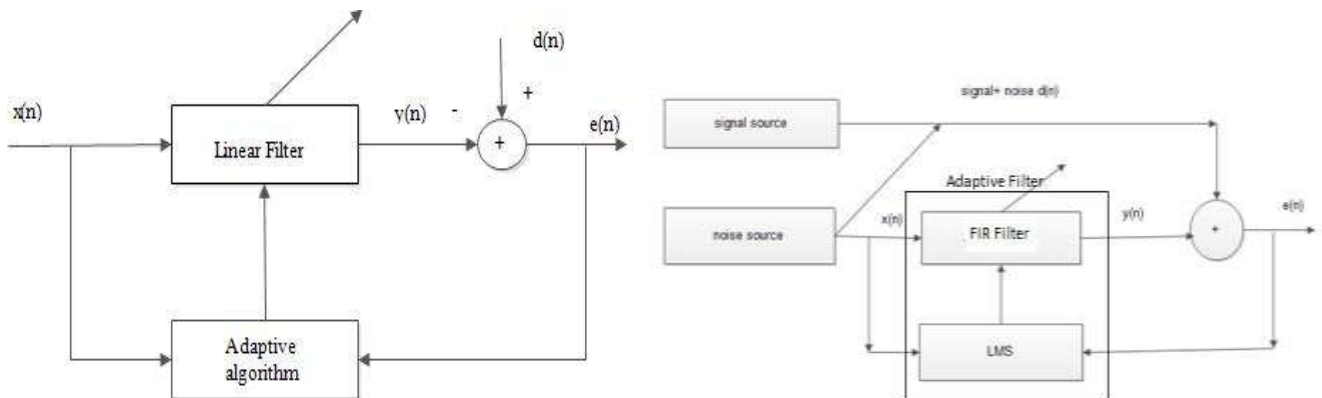 d(n)
x(n)
y(n)
-
+
e(n)
Linear Filter
+
Adaptive
algorithm
signal+ noise d(n)
signal source
Adaptive Filter
noise source
x(n)
FIR Filter
y(n)
+
e(n)
LMS